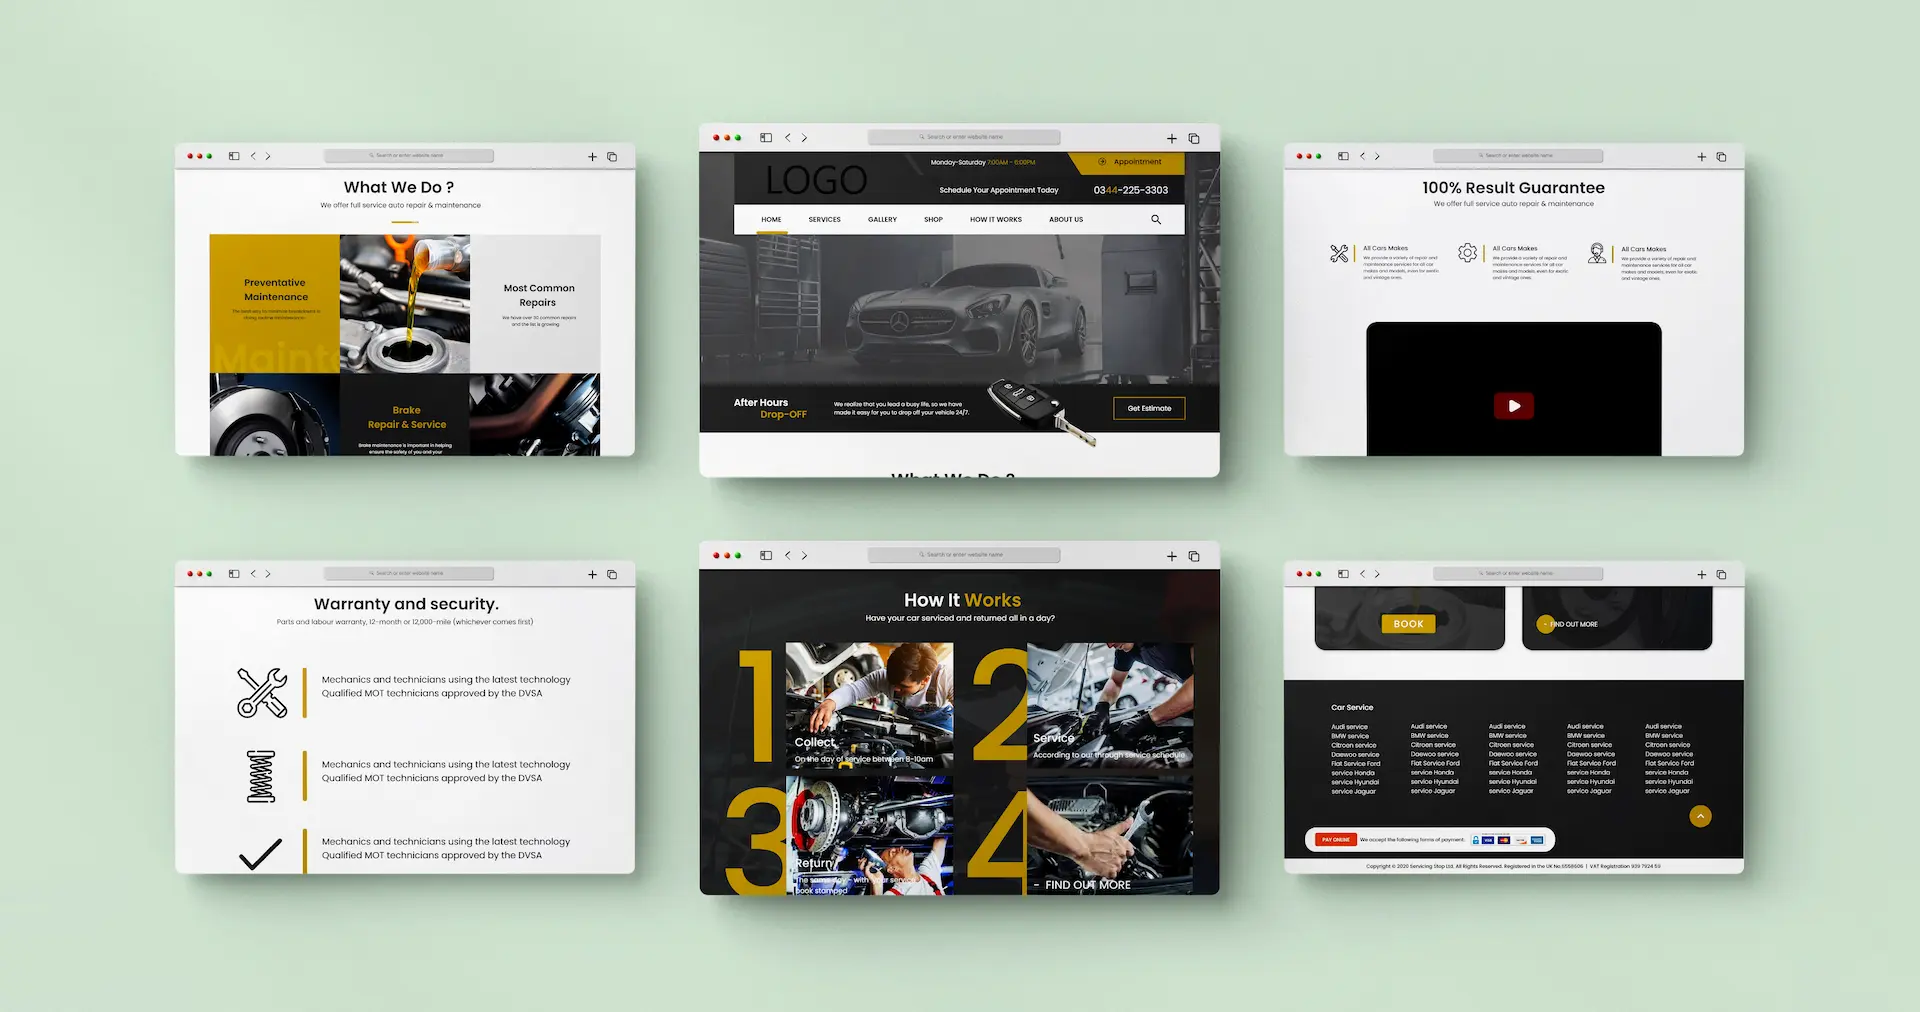 Search or enter website name
What We Do ?
We offer full service auto repair & maintenance
Preventative
Maintenance
Mainte
Most Common
Repairs
We have over 30 common repairs
and the list is growing
Brake
Repair & Service
Brake maintenance is important in helping
ensure the safety of you and your
Search or enter website name
LOGO
Monday-Saturday 7:00AM - 6:00PM
Appointment
Schedule Your Appointment Today
0344-225-3303
HOME
SERVICES
GALLERY
SHOP
HOW IT WORKS
ABOUT US
After Hours
Drop-OFF
We realize that you lead a busy life, so we have
made it easy for you to drop off your vehicle 24/7.
Get Estimate
What We Do ?
Search or enter website name
100% Result Guarantee
We offer full service auto repair & maintenance
All Cars Makes
We provide a variety of repair and
maintenance services for all car
makes and models, even for exotic
and vintage ones.
All Cars Makes
We provide a variety of repair and
maintenance services for all car
makes and models, even for exotic
and vintage ones.
All Cars Makes
We provide a variety of repair and
maintenance services for all car
makes and models, even for exotic
and vintage ones.
Search or enter website name
Warranty and security.
Parts and labour warranty, 12-month or 12,000-mile (whichever comes first)
Mechanics and technicians using the latest technology
Qualified MOT technicians approved by the DVSA
Mechanics and technicians using the latest technology
Qualified MOT technicians approved by the DVSA
Mechanics and technicians using the latest technology
Qualified MOT technicians approved by the DVSA
Search or enter website name
How It Works
Have your car serviced and returned all in a day?
1
Collect
On the day of service between 8-10am
2
Service
According to our through service schedule
3
Return
The same day - with your service
book stamped
4
- FIND OUT MORE
Search or enter website name
BOOK
- FIND OUT MORE
Car Service
Audi service
BMW service
Citroen service
Daewoo service
Fiat Service Ford
service Honda
service Hyundai
service Jaguar
Audi service
BMW service
Citroen service
Daewoo service
Fiat Service Ford
service Honda
service Hyundai
service Jaguar
Audi service
BMW service
Citroen service
Daewoo service
Fiat Service Ford
service Honda
service Hyundai
service Jaguar
Audi service
BMW service
Citroen service
Daewoo service
Fiat Service Ford
service Honda
service Hyundai
service Jaguar
Audi service
BMW service
Citroen service
Daewoo service
Fiat Service Ford
service Honda
service Hyundai
service Jaguar
PAY ONLINE
We accept the following forms of payment:
VISA
Copyright © 2020 Servicing Stop Ltd. All Rights Reserved. Registered in the UK No.6558606 | VAT Registration 939 7924 59